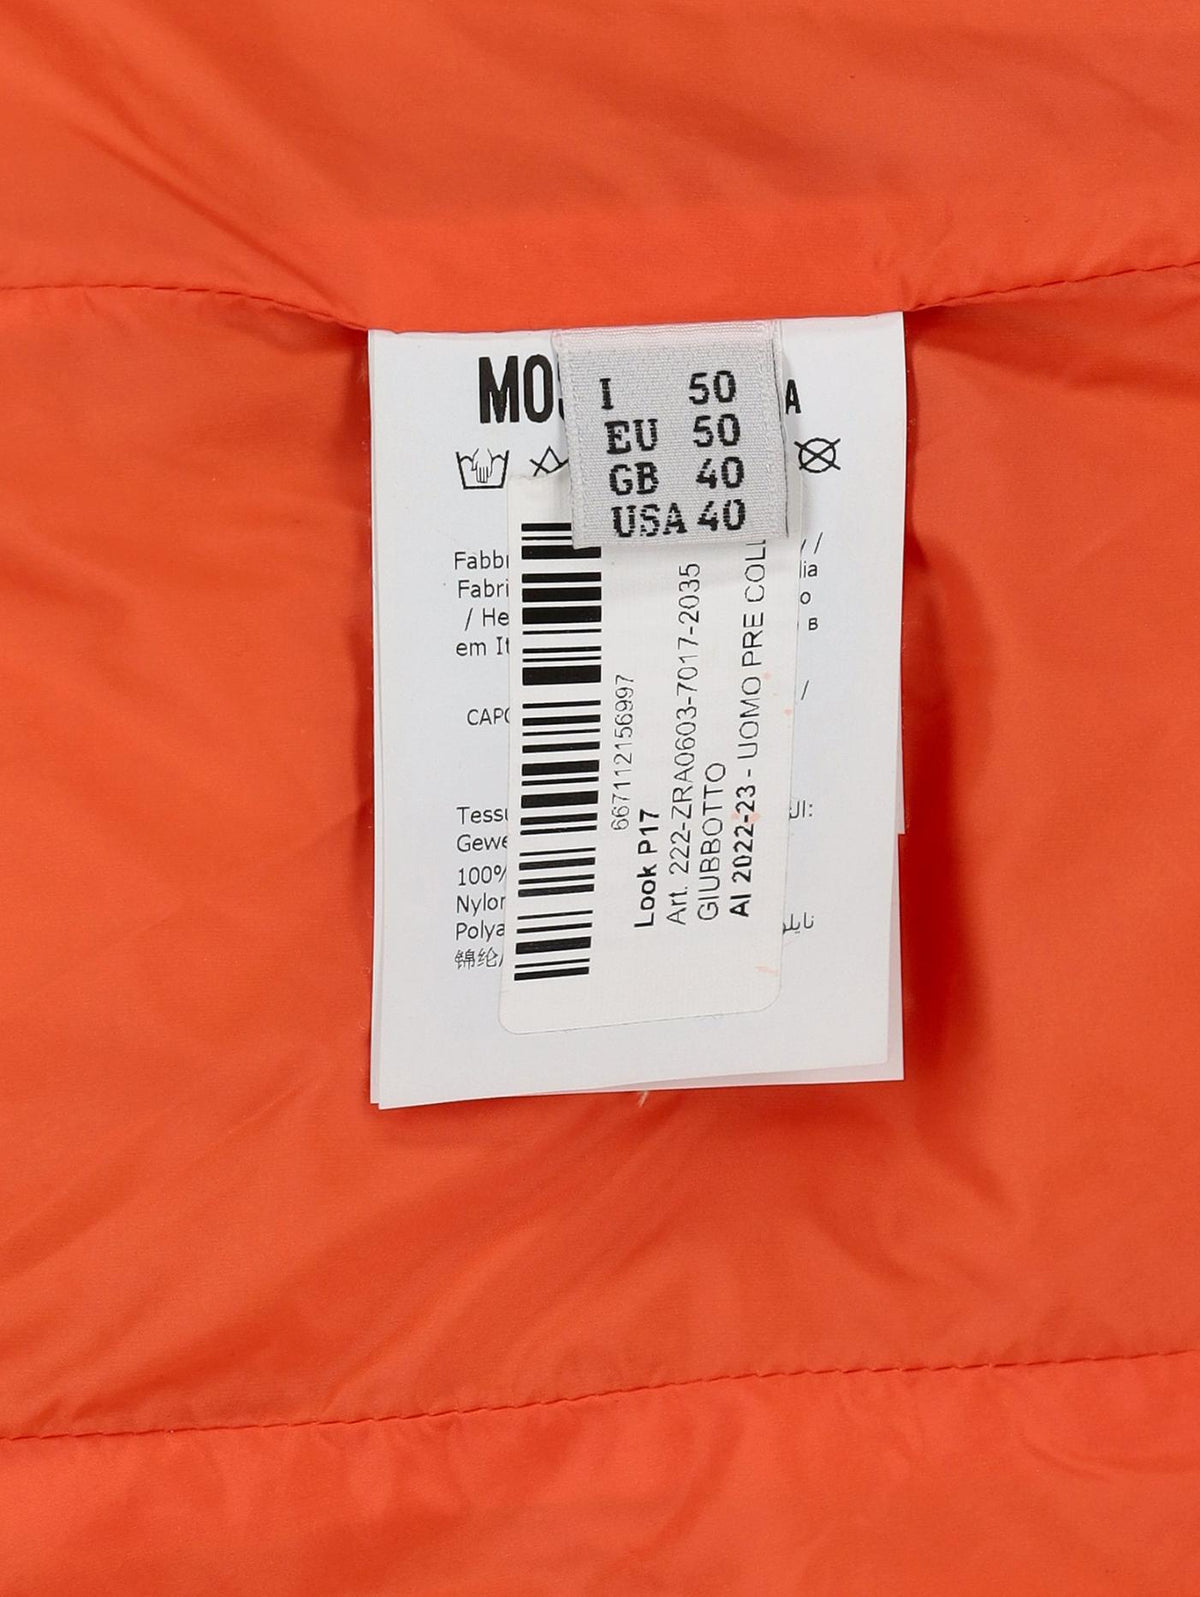 I 50
EU 50
GB 40
USA 40
667112156997
Look P17
Art. 222-ZRA0603-7017-2035
GIUBBOTTO
AI 2022-23 - UOMO PRE COLL
MOS A
Fabbr
Fabri
/ He
em It
CAPO
Tessu
Gewe
100%
Nylon
Polya
锦纶/